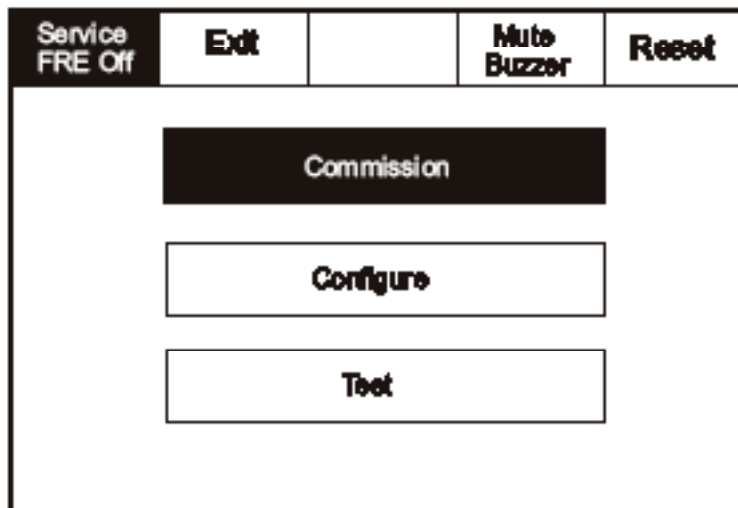 Service
FRE Off
Exit
Mute
Buzzer
Reset
Commission
Configure
Test